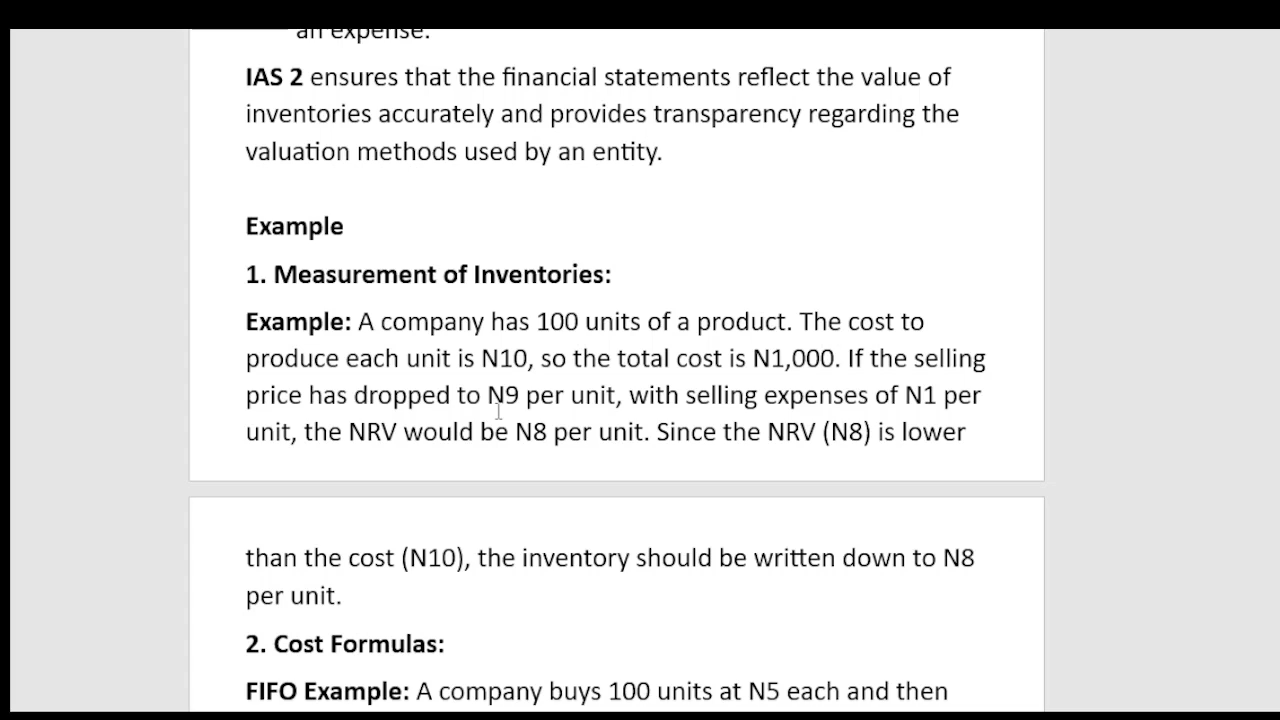 an expense.
IAS 2 ensures that the financial statements reflect the value of
inventories accurately and provides transparency regarding the
valuation methods used by an entity.
Example
1. Measurement of Inventories:
Example: A company has 100 units of a product. The cost to
produce each unit is N10, so the total cost is N1,000. If the selling
price has dropped to N9 per unit, with selling expenses of N1 per
unit, the NRV would be N8 per unit. Since the NRV (N8) is lower
than the cost (N10), the inventory should be written down to N8
per unit.
2. Cost Formulas:
FIFO Example: A company buys 100 units at N5 each and then